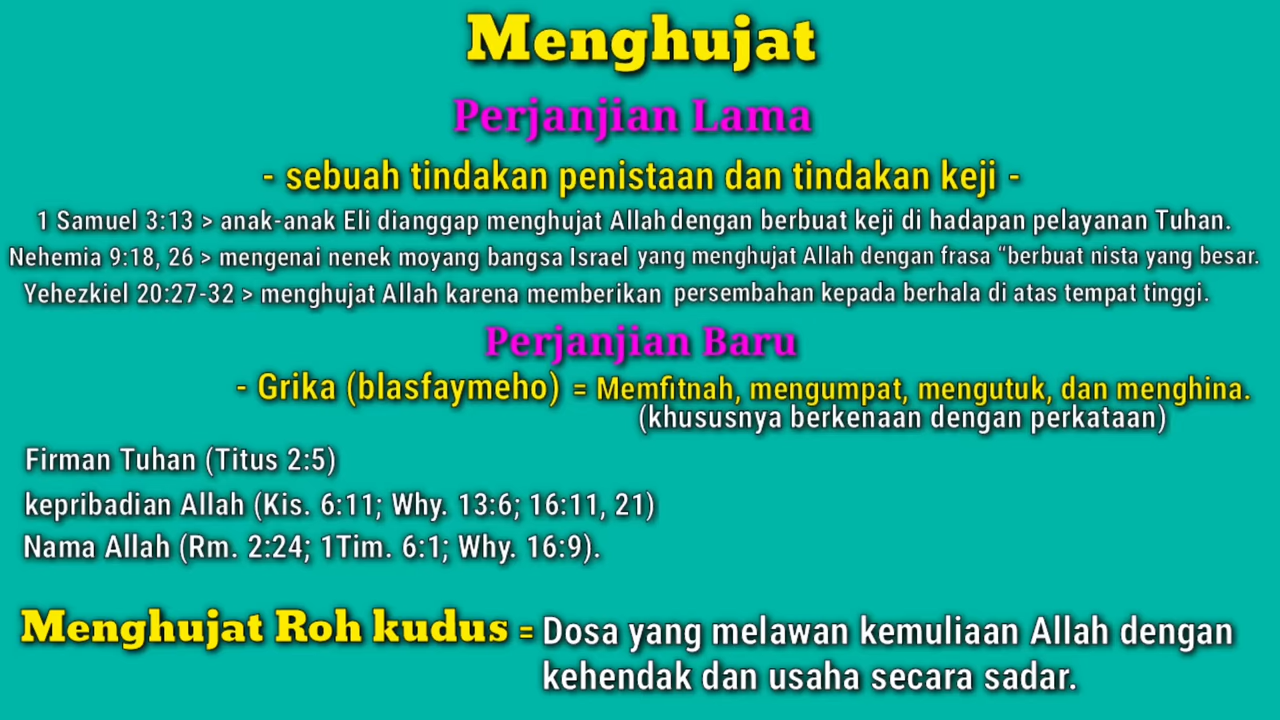 Menghujat
Perjanjian Lama
- sebuah tindakan penistaan dan tindakan keji -
1 Samuel 3:13 > anak-anak Eli dianggap menghujat Allah dengan berbuat keji di hadapan pelayanan Tuhan.
Nehemia 9:18, 26 > mengenai nenek moyang bangsa Israel yang menghujat Allah dengan frasa “berbuat nista yang besar.
Yehezkiel 20:27-32 > menghujat Allah karena memberikan persembahan kepada berhala di atas tempat tinggi.
Perjanjian Baru
- Grika (blasfaymeho) = Memfitnah, mengumpat, mengutuk, dan menghina.
(khususnya berkenaan dengan perkataan)
Firman Tuhan (Titus 2:5)
kepribadian Allah (Kis. 6:11; Why. 13:6; 16:11, 21)
Nama Allah (Rm. 2:24; 1Tim. 6:1; Why. 16:9).
Menghujat Roh kudus = Dosa yang melawan kemuliaan Allah dengan
kehendak dan usaha secara sadar.